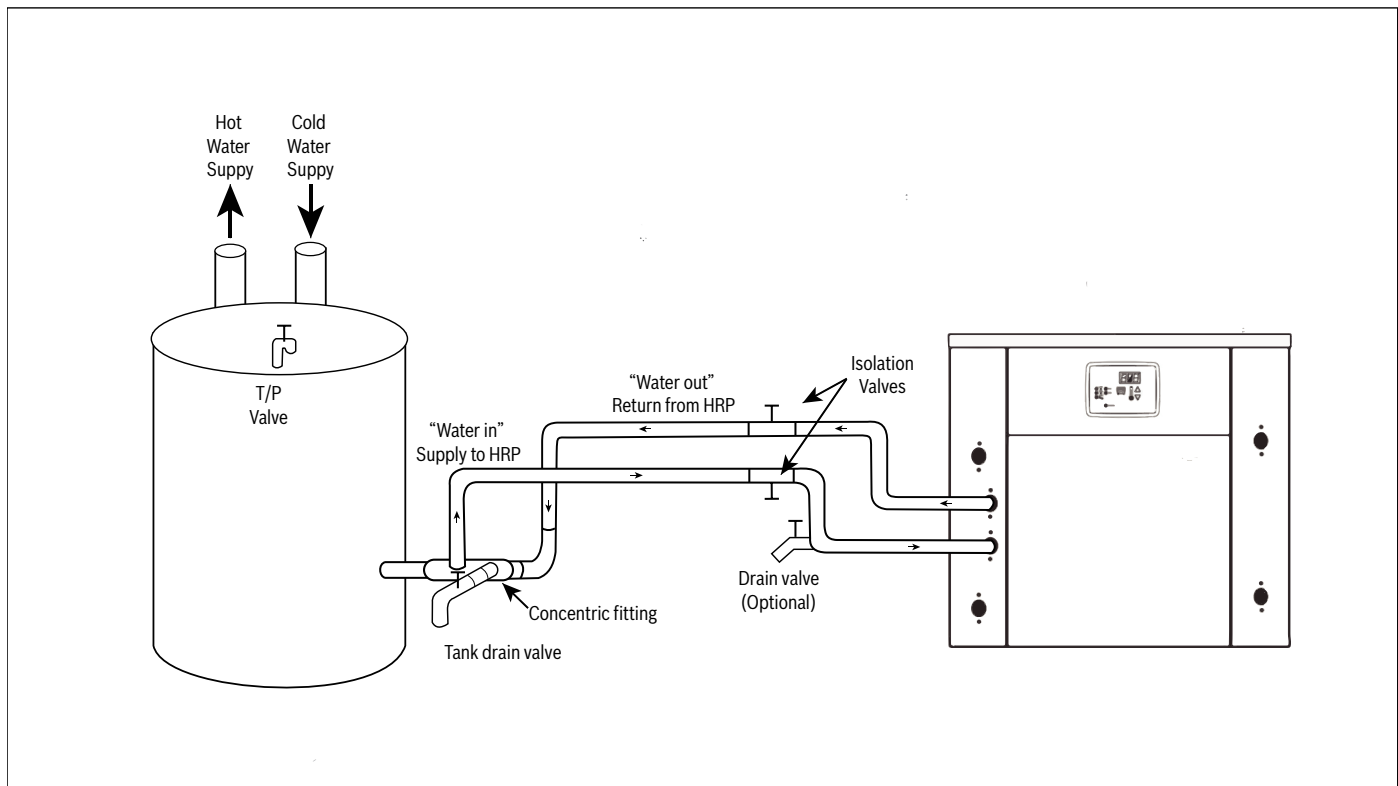 Hot
Water
Suppy
Cold
Water
Suppy
T/P
Valve
“Water out”
Return from HRP
Isolation
Valves
“Water in”
Supply to HRP
Drain valve
(Optional)
Concentric fitting
Tank drain valve